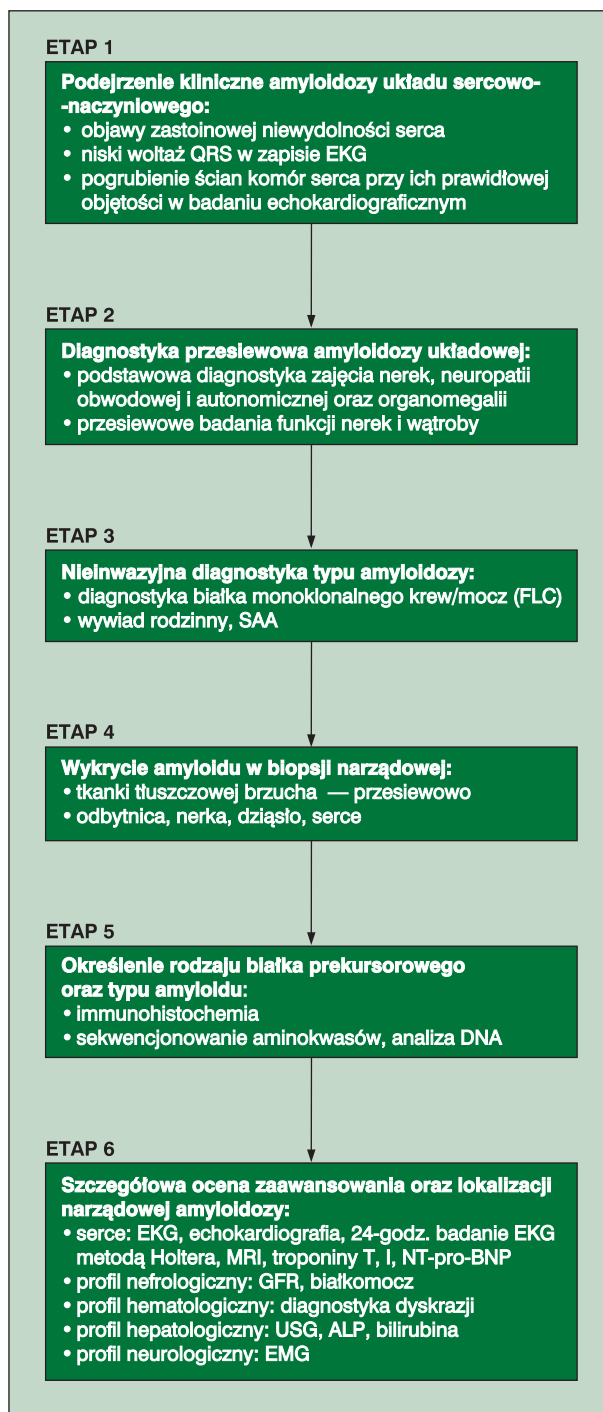 ETAP 1
Podejrzenie kliniczne amyloidozy układu sercowo-
-naczyniowego:
• objawy zastoinowej niewydolności serca
• niski woltaż QRS w zapisie EKG
• pogrubienie ścian komór serca przy ich prawidłowej
objętości w badaniu echokardiograficznym
ETAP 2
Diagnostyka przesiewowa amyloidozy układowej:
• podstawowa diagnostyka zajęcia nerek, neuropatii
obwodowej i autonomicznej oraz organomegalii
• przesiewowe badania funkcji nerek i wątroby
ETAP 3
Nieinwazyjna diagnostyka typu amyloidozy:
• diagnostyka białka monoklonalnego krew/mocz (FLC)
• wywiad rodzinny, SAA
ETAP 4
Wykrycie amyloidu w biopsji narządowej:
• tkanki tłuszczowej brzucha — przesiewowo
• odbytnica, nerka, dziąsło, serce
ETAP 5
Określenie rodzaju białka prekursorowego
oraz typu amyloidu:
• immunohistochemia
• sekwencjonowanie aminokwasów, analiza DNA
ETAP 6
Szczegółowa ocena zaawansowania oraz lokalizacji
narządowej amyloidozy:
• serce: EKG, echokardiografia, 24-godz. badanie EKG
metodą Holtera, MRI, troponiny T, I, NT-pro-BNP
• profil nefrologiczny: GFR, białkomocz
• profil hematologiczny: diagnostyka dyskrazji
• profil hepatologiczny: USG, ALP, bilirubina
• profil neurologiczny: EMG